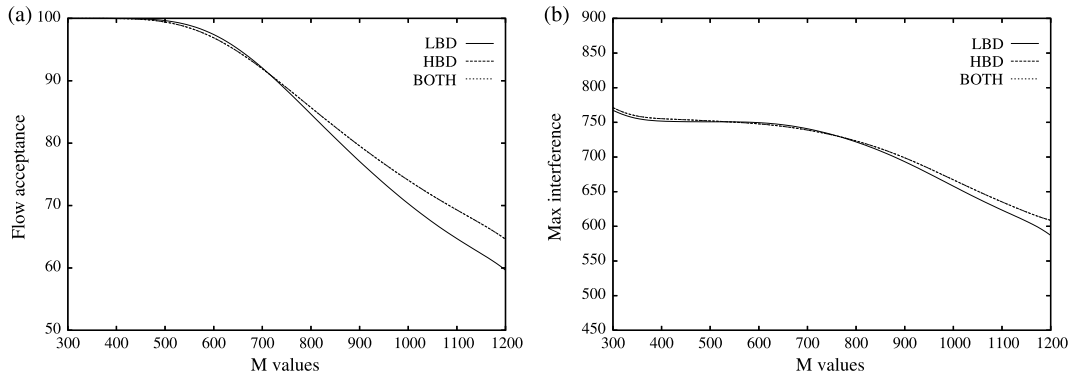 (a)
100
90
80
70
60
50
Flow acceptance
LBD
HBD
BOTH
300 400 500 600 700 800 900 1000 1100 1200
M values
(b)
900
850
800
750
700
650
600
550
500
450
Max interference
LBD
HBD
BOTH
300 400 500 600 700 800 900 1000 1100 1200
M values